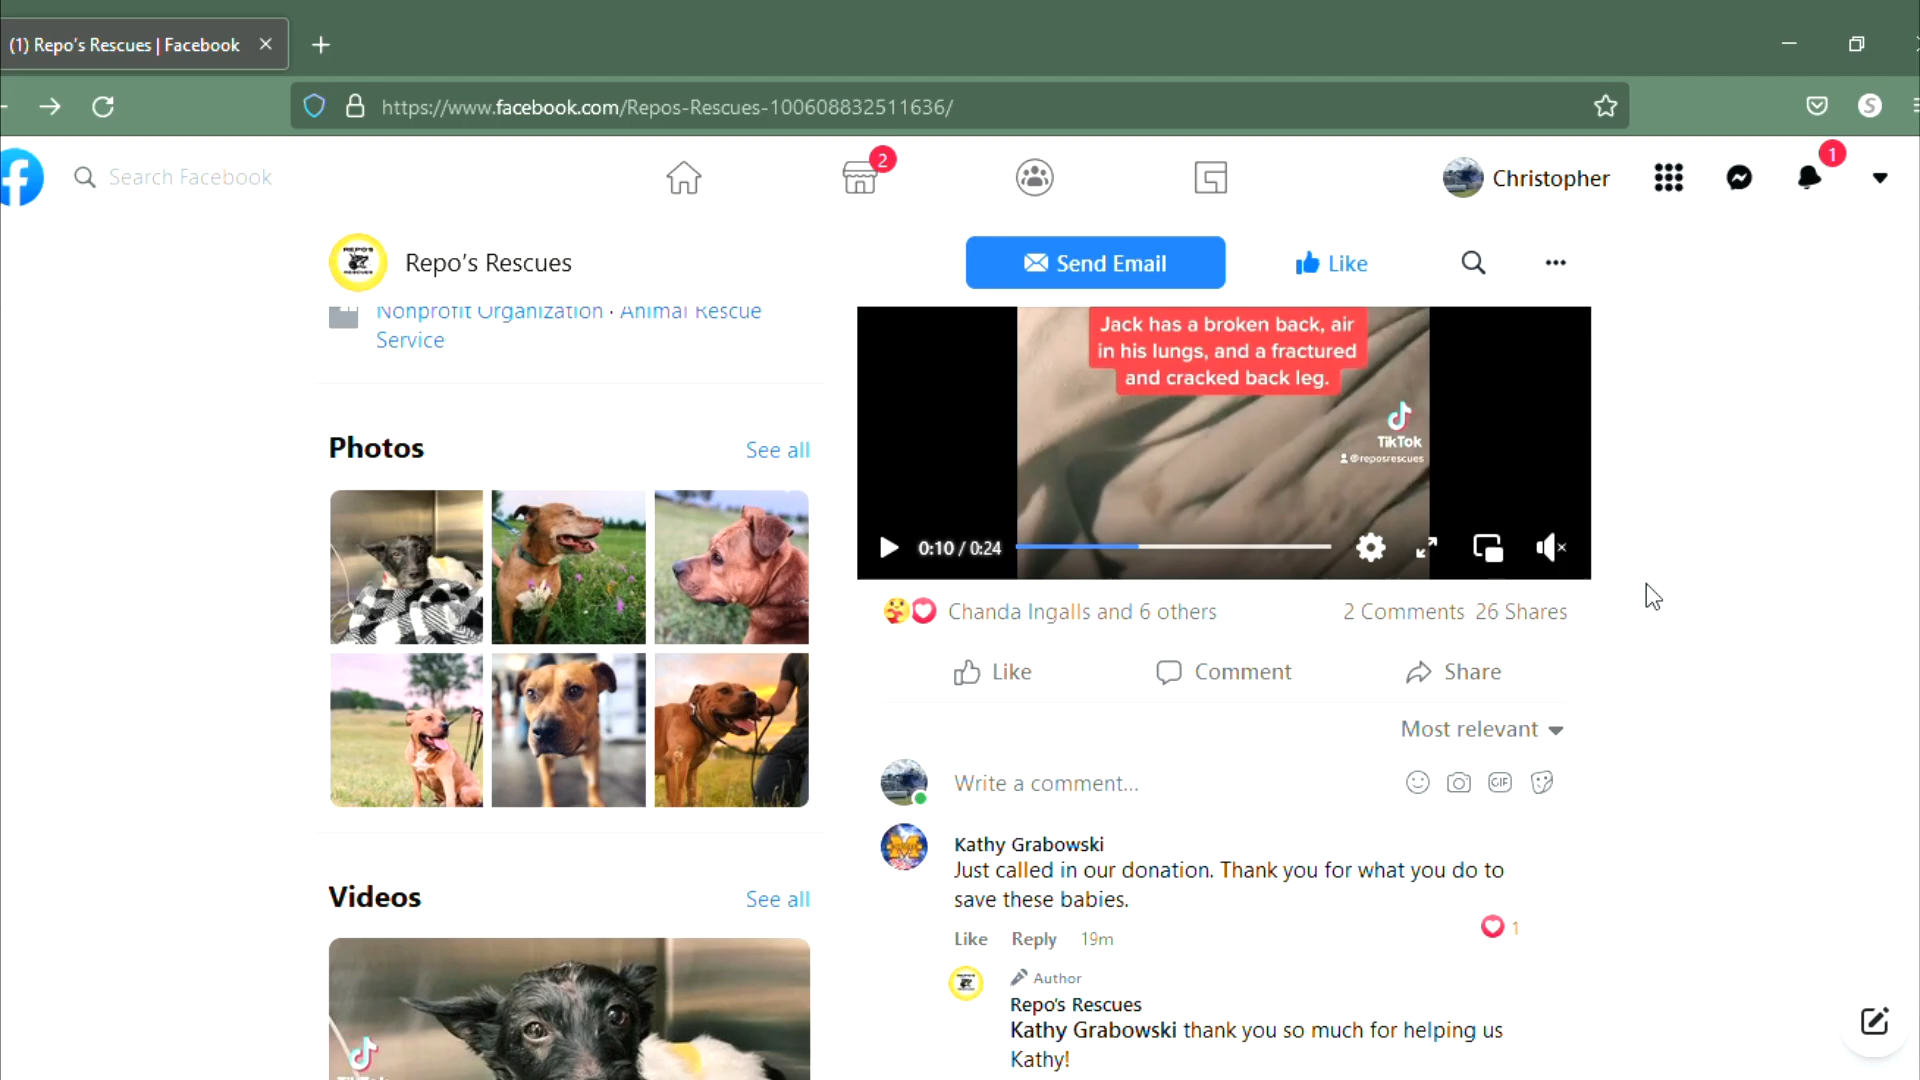 (1) Repo's Rescues | Facebook
https://www.facebook.com/Repos-Rescues-100608832511636/
Search Facebook
2
Christopher
1
REPO'S
RESCUES
Repo's Rescues
Send Email
Like
Nonprofit Organization · Animal Rescue
Service
Photos
See all
Videos
See all
TikTok
Jack has a broken back, air
in his lungs, and a fractured
and cracked back leg.
TikTok
@reposrescues
0:10 / 0:24
Chanda Ingalls and 6 others
2 Comments 26 Shares
Like
Comment
Share
Most relevant
Write a comment...
GIF
Kathy Grabowski
Just called in our donation. Thank you for what you do to
save these babies.
Like Reply 19m
1
Author
Repo's Rescues
Kathy Grabowski thank you so much for helping us
Kathy!